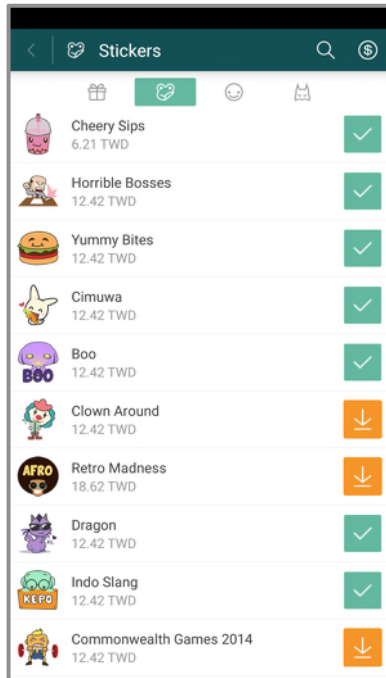 Stickers
Cheery Sips
6.21 TWD
Horrible Bosses
12.42 TWD
Yummy Bites
12.42 TWD
Cimuwa
12.42 TWD
Boo
12.42 TWD
BOO
Clown Around
12.42 TWD
AFRO
Retro Madness
18.62 TWD
Dragon
12.42 TWD
Indo Slang
12.42 TWD
KEPO
Commonwealth Games 2014
12.42 TWD